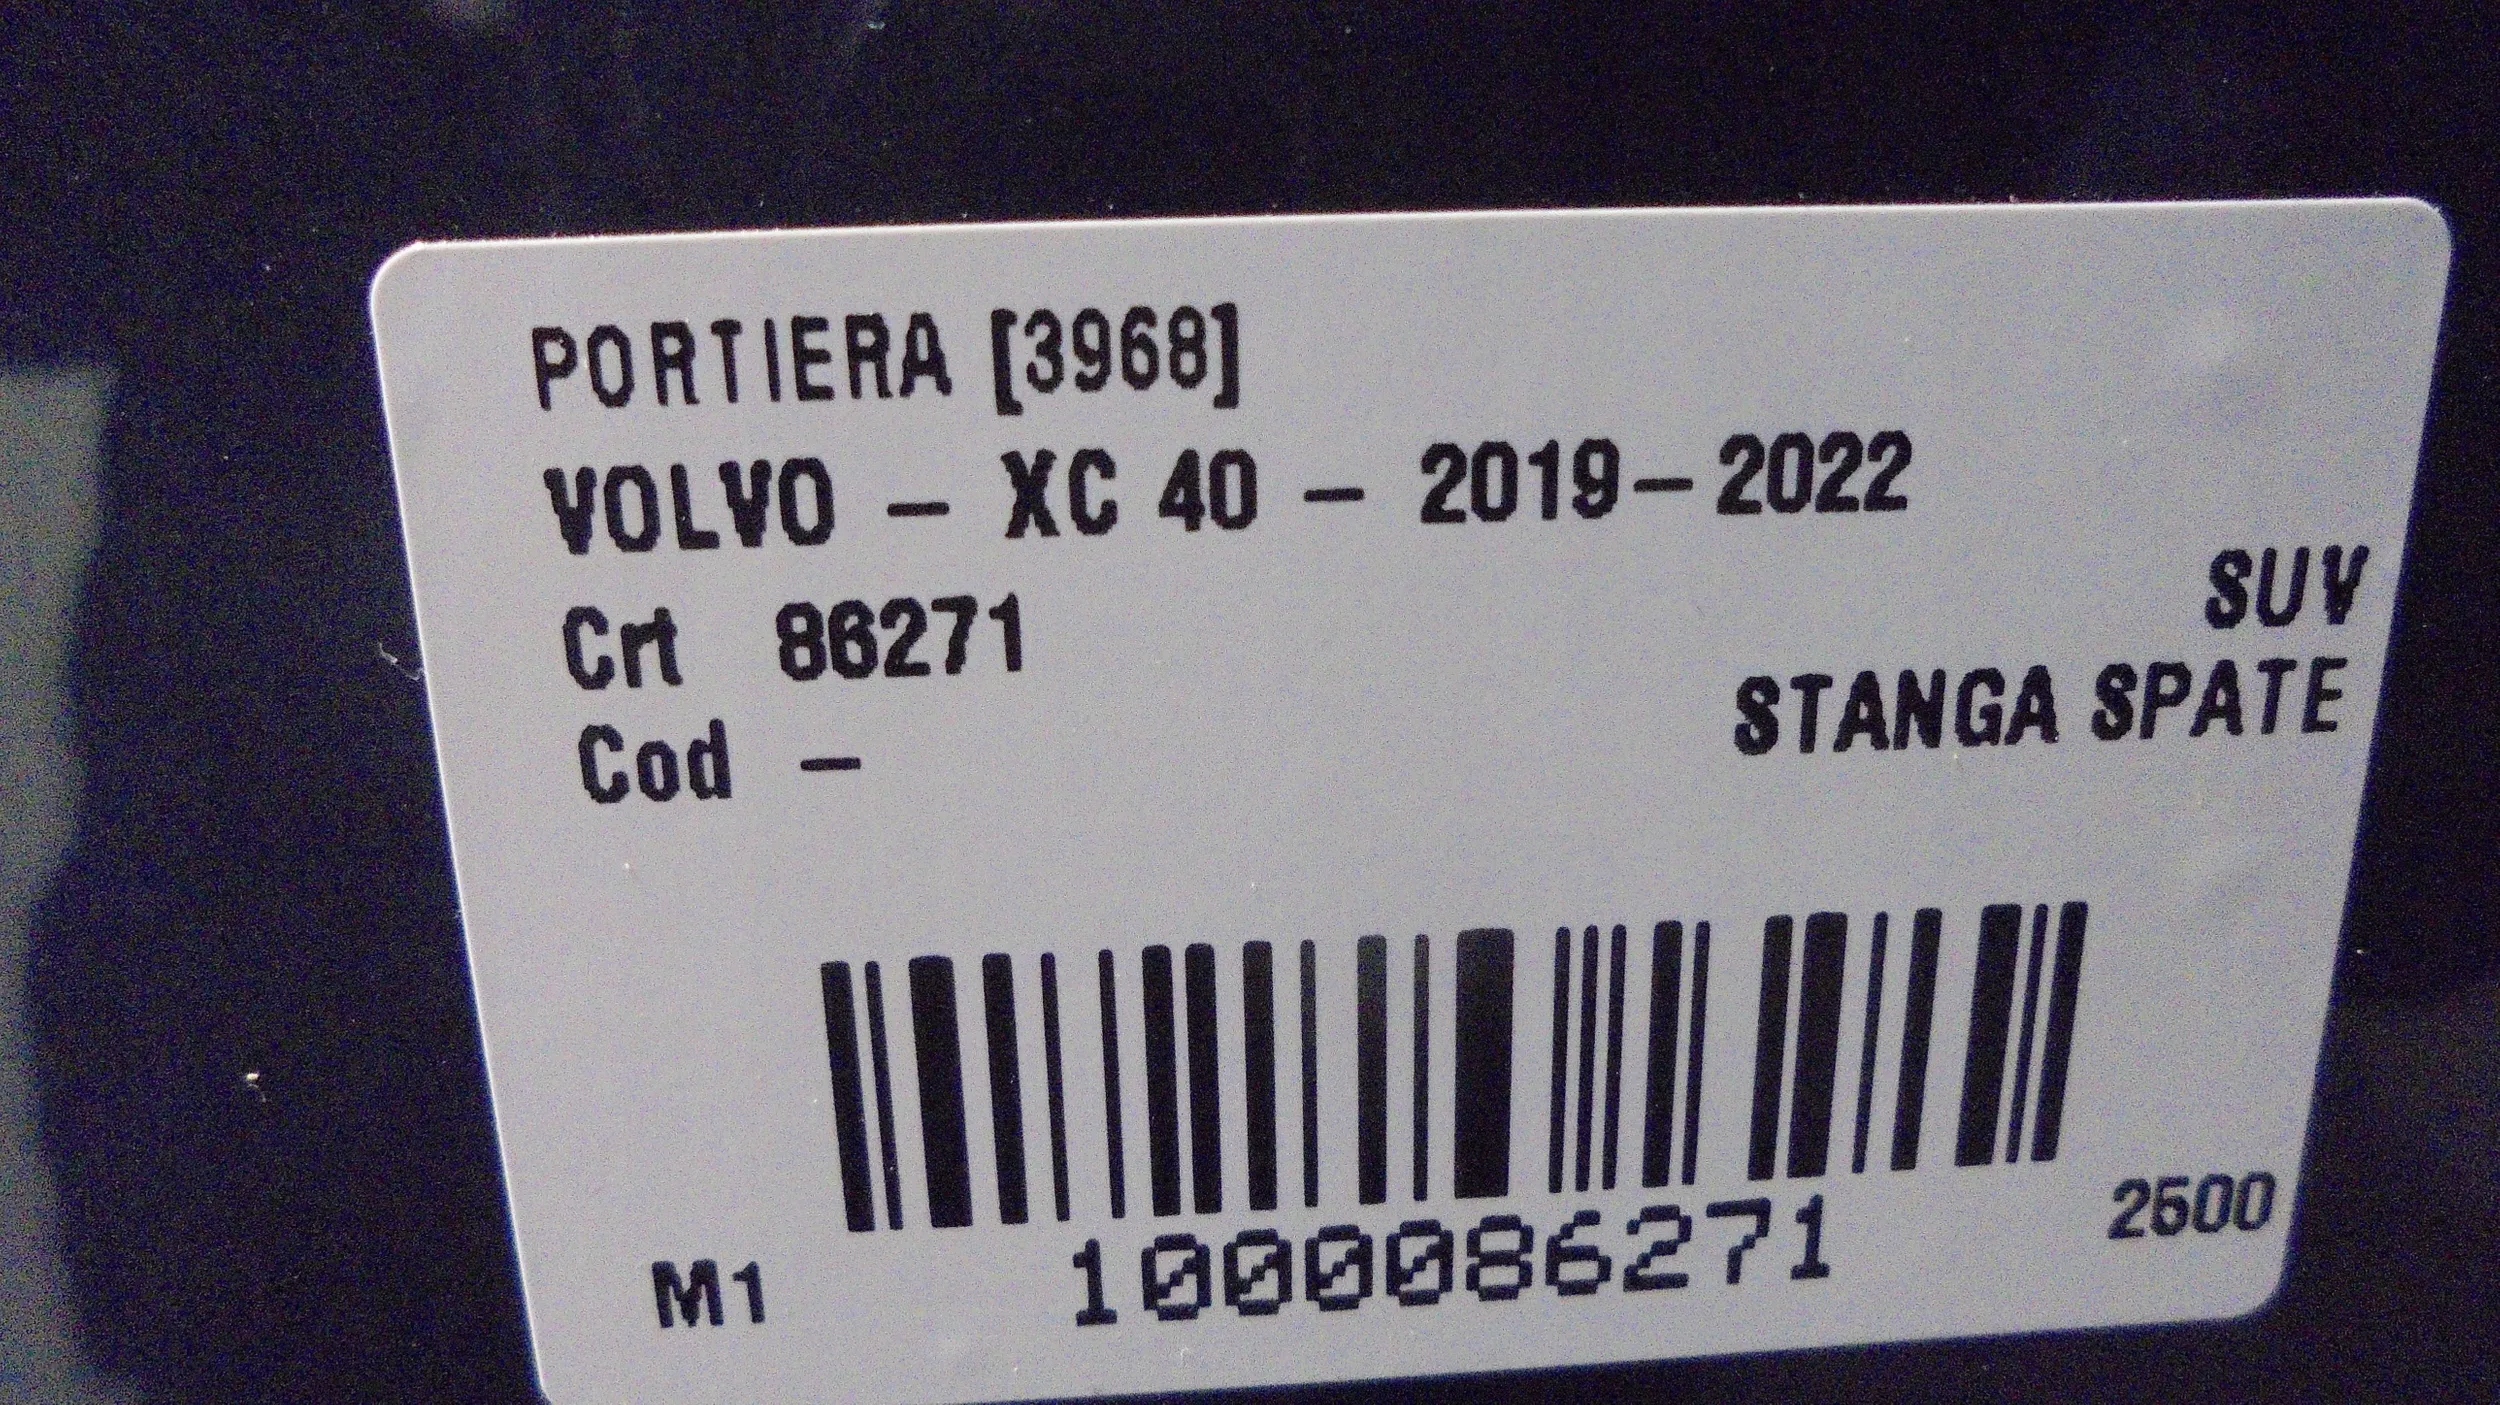 PORTIERA [3968]
VOLVO – XC 40 – 2019–2022
SUV
Crt 86271
STANGA SPATE
Cod –
2500
M1 1000086271